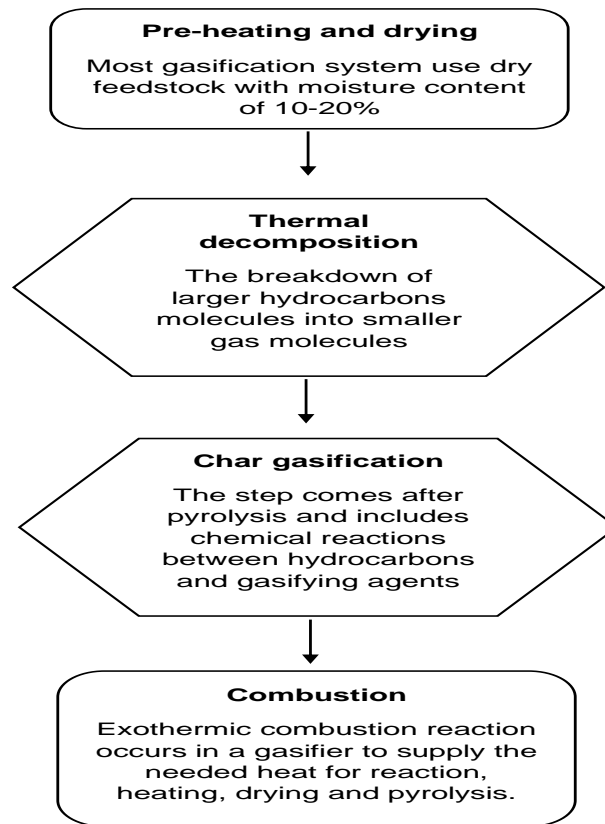 Pre-heating and drying
Most gasification system use dry
feedstock with moisture content
of 10-20%
Thermal
decomposition
The breakdown of
larger hydrocarbons
molecules into smaller
gas molecules
Char gasification
The step comes after
pyrolysis and includes
chemical reactions
between hydrocarbons
and gasifying agents
Combustion
Exothermic combustion reaction
occurs in a gasifier to supply the
needed heat for reaction,
heating, drying and pyrolysis.